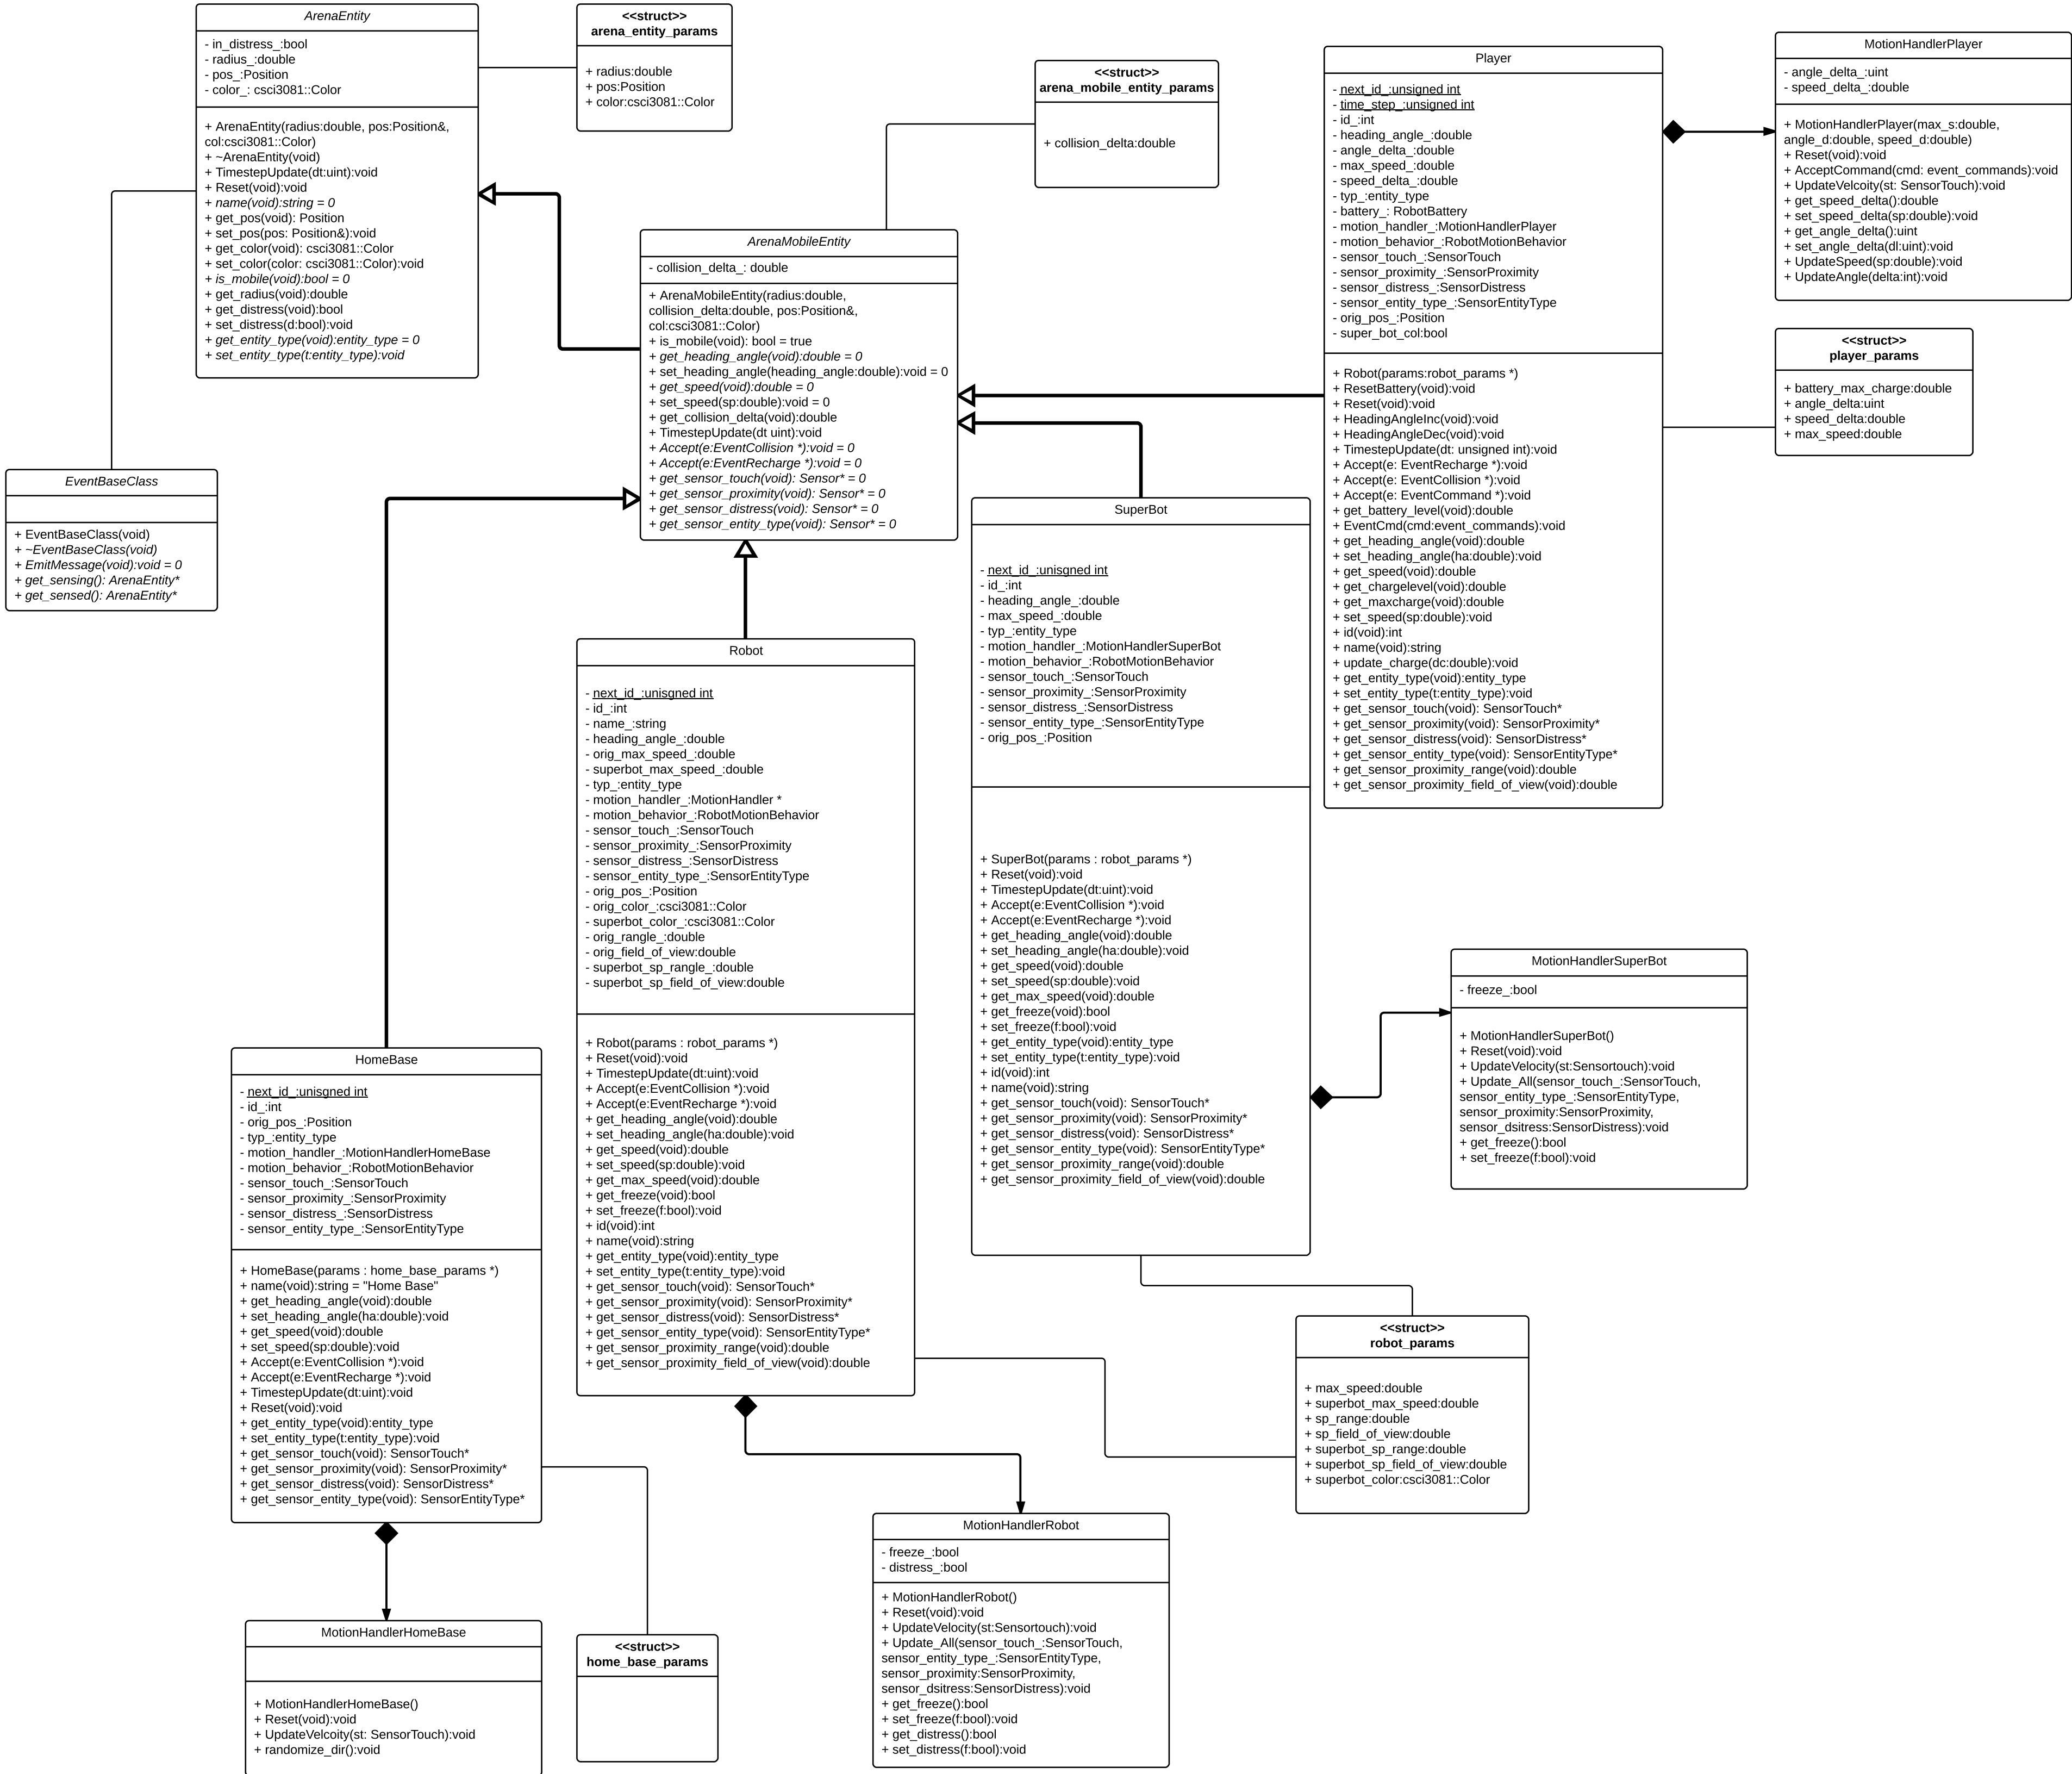 ArenaEntity
- in_distress_:bool
- radius_:double
- pos_:Position
- color_: csci3081::Color
+ ArenaEntity(radius:double, pos:Position&,
col:csci3081::Color)
+ ~ArenaEntity(void)
+ TimestepUpdate(dt:uint):void
+ Reset(void):void
+ name(void):string = 0
+ get_pos(void): Position
+ set_pos(pos: Position&):void
+ get_color(void): csci3081::Color
+ set_color(color: csci3081::Color):void
+ is_mobile(void):bool = 0
+ get_radius(void):double
+ get_distress(void):bool
+ set_distress(d:bool):void
+ get_entity_type(void):entity_type = 0
+ set_entity_type(t:entity_type):void
<<struct>>
arena_entity_params
+ radius:double
+ pos:Position
+ color:csci3081::Color
<<struct>>
arena_mobile_entity_params
+ collision_delta:double
ArenaMobileEntity
- collision_delta_: double
+ ArenaMobileEntity(radius:double,
collision_delta:double, pos:Position&,
col:csci3081::Color)
+ is_mobile(void): bool = true
+ get_heading_angle(void):double = 0
+ set_heading_angle(heading_angle:double):void = 0
+ get_speed(void):double = 0
+ set_speed(sp:double):void = 0
+ get_collision_delta(void):double
+ TimestepUpdate(dt uint):void
+ Accept(e:EventCollision *):void = 0
+ Accept(e:EventRecharge *):void = 0
+ get_sensor_touch(void): Sensor* = 0
+ get_sensor_proximity(void): Sensor* = 0
+ get_sensor_distress(void): Sensor* = 0
+ get_sensor_entity_type(void): Sensor* = 0
Player
- next_id_:unsigned int
- time_step_:unsigned int
- id_:int
- heading_angle_:double
- angle_delta_:double
- max_speed_:double
- speed_delta_:double
- typ_:entity_type
- battery_: RobotBattery
- motion_handler_:MotionHandlerPlayer
- motion_behavior_:RobotMotionBehavior
- sensor_touch_:SensorTouch
- sensor_proximity_:SensorProximity
- sensor_distress_:SensorDistress
- sensor_entity_type_:SensorEntityType
- orig_pos_:Position
- super_bot_col:bool
+ Robot(params:robot_params *)
+ ResetBattery(void):void
+ Reset(void):void
+ HeadingAngleInc(void):void
+ HeadingAngleDec(void):void
+ TimestepUpdate(dt: unsigned int):void
+ Accept(e: EventRecharge *):void
+ Accept(e: EventCollision *):void
+ Accept(e: EventCommand *):void
+ get_battery_level(void):double
+ EventCmd(cmd:event_commands):void
+ get_heading_angle(void):double
+ set_heading_angle(ha:double):void
+ get_speed(void):double
+ get_chargelevel(void):double
+ get_maxcharge(void):double
+ set_speed(sp:double):void
+ id(void):int
+ name(void):string
+ update_charge(dc:double):void
+ get_entity_type(void):entity_type
+ set_entity_type(t:entity_type):void
+ get_sensor_touch(void): SensorTouch*
+ get_sensor_proximity(void): SensorProximity*
+ get_sensor_distress(void): SensorDistress*
+ get_sensor_entity_type(void): SensorEntityType*
+ get_sensor_proximity_range(void):double
+ get_sensor_proximity_field_of_view(void):double
MotionHandlerPlayer
- angle_delta_:uint
- speed_delta_:double
+ MotionHandlerPlayer(max_s:double,
angle_d:double, speed_d:double)
+ Reset(void):void
+ AcceptCommand(cmd: event_commands):void
+ UpdateVelcoity(st: SensorTouch):void
+ get_speed_delta():double
+ set_speed_delta(sp:double):void
+ get_angle_delta():uint
+ set_angle_delta(dl:uint):void
+ UpdateSpeed(sp:double):void
+ UpdateAngle(delta:int):void
<<struct>>
player_params
+ battery_max_charge:double
+ angle_delta:uint
+ speed_delta:double
+ max_speed:double
EventBaseClass
+ EventBaseClass(void)
+ ~EventBaseClass(void)
+ EmitMessage(void):void = 0
+ get_sensing(): ArenaEntity*
+ get_sensed(): ArenaEntity*
SuperBot
- next_id_:unisgned int
- id_:int
- heading_angle_:double
- max_speed_:double
- typ_:entity_type
- motion_handler_:MotionHandlerSuperBot
- motion_behavior_:RobotMotionBehavior
- sensor_touch_:SensorTouch
- sensor_proximity_:SensorProximity
- sensor_distress_:SensorDistress
- sensor_entity_type_:SensorEntityType
- orig_pos_:Position
+ SuperBot(params : robot_params *)
+ Reset(void):void
+ TimestepUpdate(dt:uint):void
+ Accept(e:EventCollision *):void
+ Accept(e:EventRecharge *):void
+ get_heading_angle(void):double
+ set_heading_angle(ha:double):void
+ get_speed(void):double
+ set_speed(sp:double):void
+ get_max_speed(void):double
+ get_freeze(void):bool
+ set_freeze(f:bool):void
+ get_entity_type(void):entity_type
+ set_entity_type(t:entity_type):void
+ id(void):int
+ name(void):string
+ get_sensor_touch(void): SensorTouch*
+ get_sensor_proximity(void): SensorProximity*
+ get_sensor_distress(void): SensorDistress*
+ get_sensor_entity_type(void): SensorEntityType*
+ get_sensor_proximity_range(void):double
+ get_sensor_proximity_field_of_view(void):double
Robot
- next_id_:unisgned int
- id_:int
- name_:string
- heading_angle_:double
- orig_max_speed_:double
- superbot_max_speed_:double
- typ_:entity_type
- motion_handler_:MotionHandler *
- motion_behavior_:RobotMotionBehavior
- sensor_touch_:SensorTouch
- sensor_proximity_:SensorProximity
- sensor_distress_:SensorDistress
- sensor_entity_type_:SensorEntityType
- orig_pos_:Position
- orig_color_:csci3081::Color
- superbot_color_:csci3081::Color
- orig_rangle_:double
- orig_field_of_view:double
- superbot_sp_rangle_:double
- superbot_sp_field_of_view:double
+ Robot(params : robot_params *)
+ Reset(void):void
+ TimestepUpdate(dt:uint):void
+ Accept(e:EventCollision *):void
+ Accept(e:EventRecharge *):void
+ get_heading_angle(void):double
+ set_heading_angle(ha:double):void
+ get_speed(void):double
+ set_speed(sp:double):void
+ get_max_speed(void):double
+ get_freeze(void):bool
+ set_freeze(f:bool):void
+ id(void):int
+ name(void):string
+ get_entity_type(void):entity_type
+ set_entity_type(t:entity_type):void
+ get_sensor_touch(void): SensorTouch*
+ get_sensor_proximity(void): SensorProximity*
+ get_sensor_distress(void): SensorDistress*
+ get_sensor_entity_type(void): SensorEntityType*
+ get_sensor_proximity_range(void):double
+ get_sensor_proximity_field_of_view(void):double
MotionHandlerSuperBot
- freeze_:bool
+ MotionHandlerSuperBot()
+ Reset(void):void
+ UpdateVelocity(st:Sensortouch):void
+ Update_All(sensor_touch_:SensorTouch,
sensor_entity_type_:SensorEntityType,
sensor_proximity:SensorProximity,
sensor_dsitress:SensorDistress):void
+ get_freeze():bool
+ set_freeze(f:bool):void
HomeBase
- next_id_:unisgned int
- id_:int
- orig_pos_:Position
- typ_:entity_type
- motion_handler_:MotionHandlerHomeBase
- motion_behavior_:RobotMotionBehavior
- sensor_touch_:SensorTouch
- sensor_proximity_:SensorProximity
- sensor_distress_:SensorDistress
- sensor_entity_type_:SensorEntityType
+ HomeBase(params : home_base_params *)
+ name(void):string = "Home Base"
+ get_heading_angle(void):double
+ set_heading_angle(ha:double):void
+ get_speed(void):double
+ set_speed(sp:double):void
+ Accept(e:EventCollision *):void
+ Accept(e:EventRecharge *):void
+ TimestepUpdate(dt:uint):void
+ Reset(void):void
+ get_entity_type(void):entity_type
+ set_entity_type(t:entity_type):void
+ get_sensor_touch(void): SensorTouch*
+ get_sensor_proximity(void): SensorProximity*
+ get_sensor_distress(void): SensorDistress*
+ get_sensor_entity_type(void): SensorEntityType*
<<struct>>
robot_params
+ max_speed:double
+ superbot_max_speed:double
+ sp_range:double
+ sp_field_of_view:double
+ superbot_sp_range:double
+ superbot_sp_field_of_view:double
+ superbot_color:csci3081::Color
MotionHandlerRobot
- freeze_:bool
- distress_:bool
+ MotionHandlerRobot()
+ Reset(void):void
+ UpdateVelocity(st:Sensortouch):void
+ Update_All(sensor_touch_:SensorTouch,
sensor_entity_type_:SensorEntityType,
sensor_proximity:SensorProximity,
sensor_dsitress:SensorDistress):void
+ get_freeze():bool
+ set_freeze(f:bool):void
+ get_distress():bool
+ set_distress(f:bool):void
MotionHandlerHomeBase
+ MotionHandlerHomeBase()
+ Reset(void):void
+ UpdateVelcoity(st: SensorTouch):void
+ randomize_dir():void
<<struct>>
home_base_params